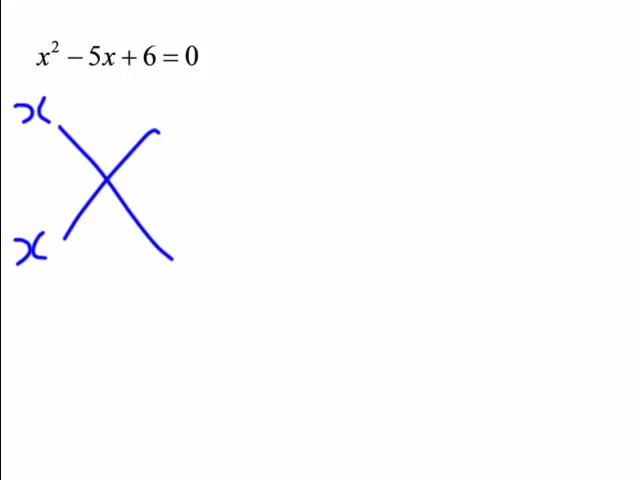 x² − 5x + 6 = 0
x
x